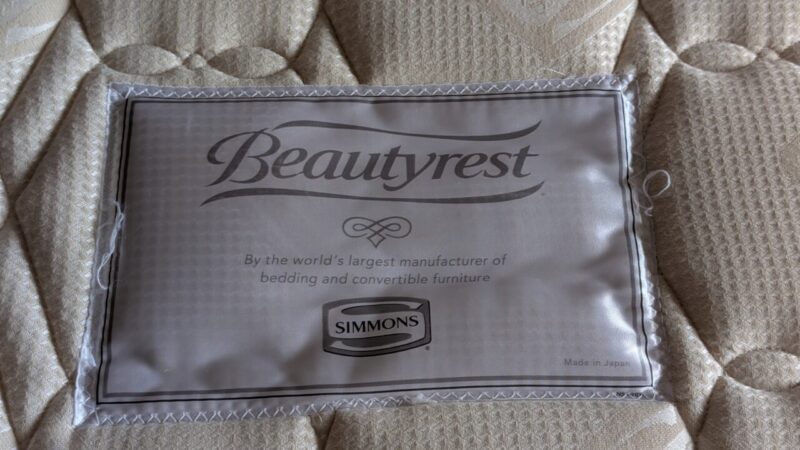 Beautyrest
By the world's largest manufacturer of
bedding and convertible furniture
SIMMONS
Made in Japan